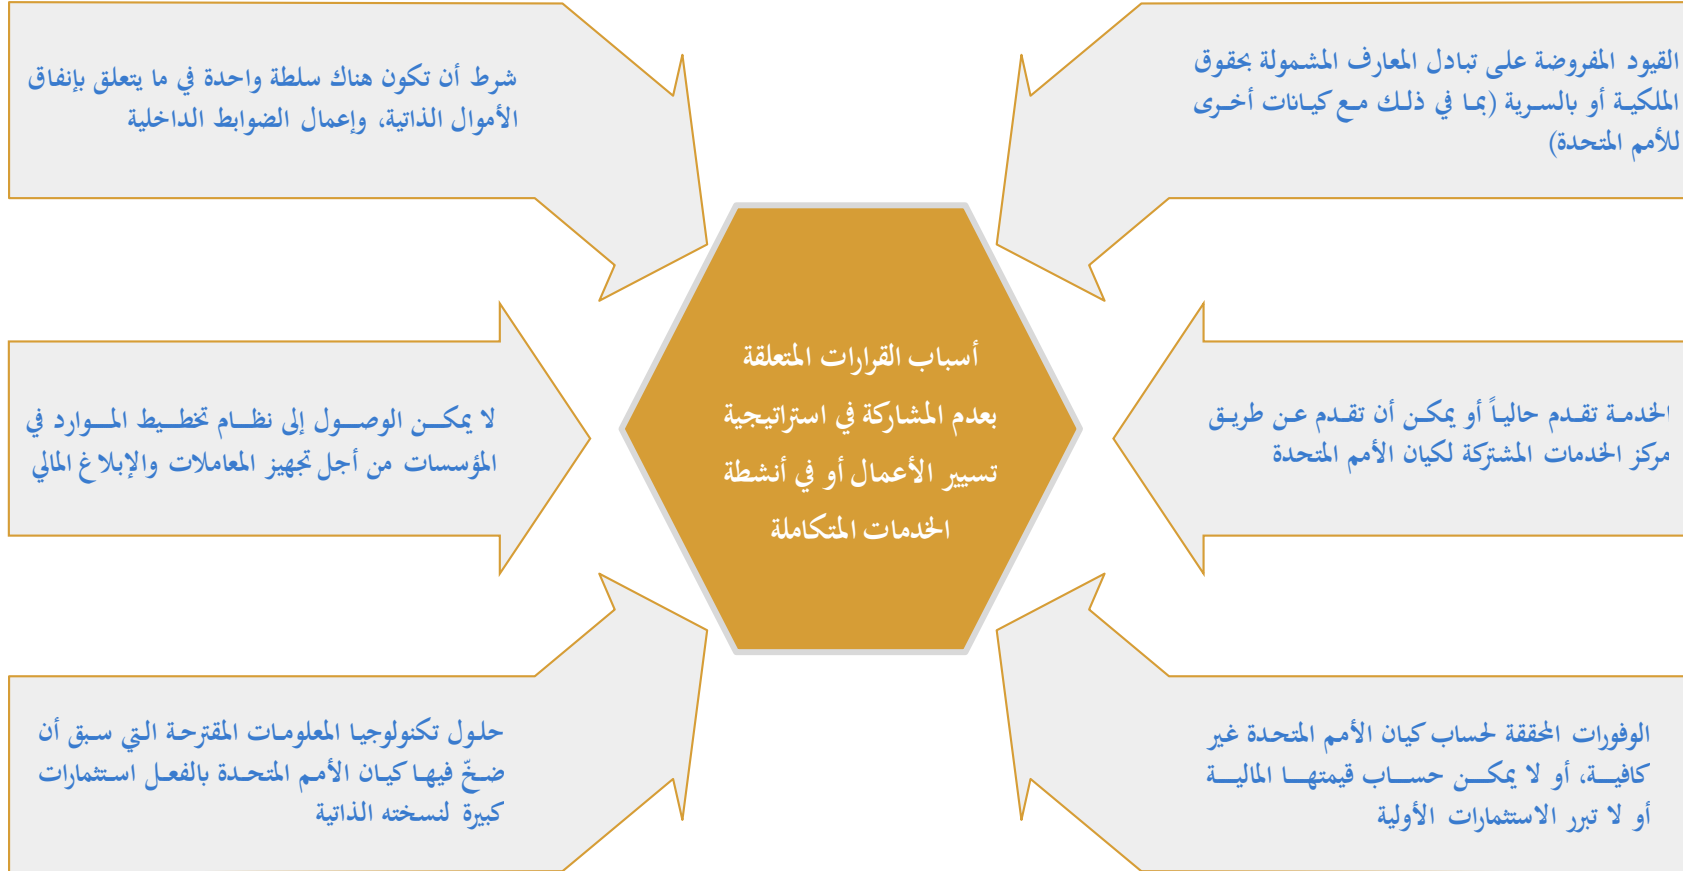 القيود المفروضة على تبادل المعارف المشمولة بحقوق
الملكية أو بالسرية (بما في ذلك مع كيانات أخرى
للأمم المتحدة)
شرط أن تكون هناك سلطة واحدة في ما يتعلق بإنفاق
الأموال الذاتية، وإعمال الضوابط الداخلية
أسباب القرارات المتعلقة
بعدم المشاركة في استراتيجية
تسيير الأعمال أو في أنشطة
الخدمات المتكاملة
الخدمة تقدم حالياً أو يمكن أن تقدم عن طريق
مركز الخدمات المشتركة لكيان الأمم المتحدة
لا يمكن الوصول إلى نظام تخطيط الموارد في
المؤسسات من أجل تجهيز المعاملات والإبلاغ المالي
الوفورات المحققة لحساب كيان الأمم المتحدة غير
كافية، أو لا يمكن حساب قيمتها المالية
أو لا تبرر الاستثمارات الأولية
حلول تكنولوجيا المعلومات المقترحة التي سبق أن
ضخّ فيها كيان الأمم المتحدة بالفعل استثمارات
كبيرة لنسخته الذاتية